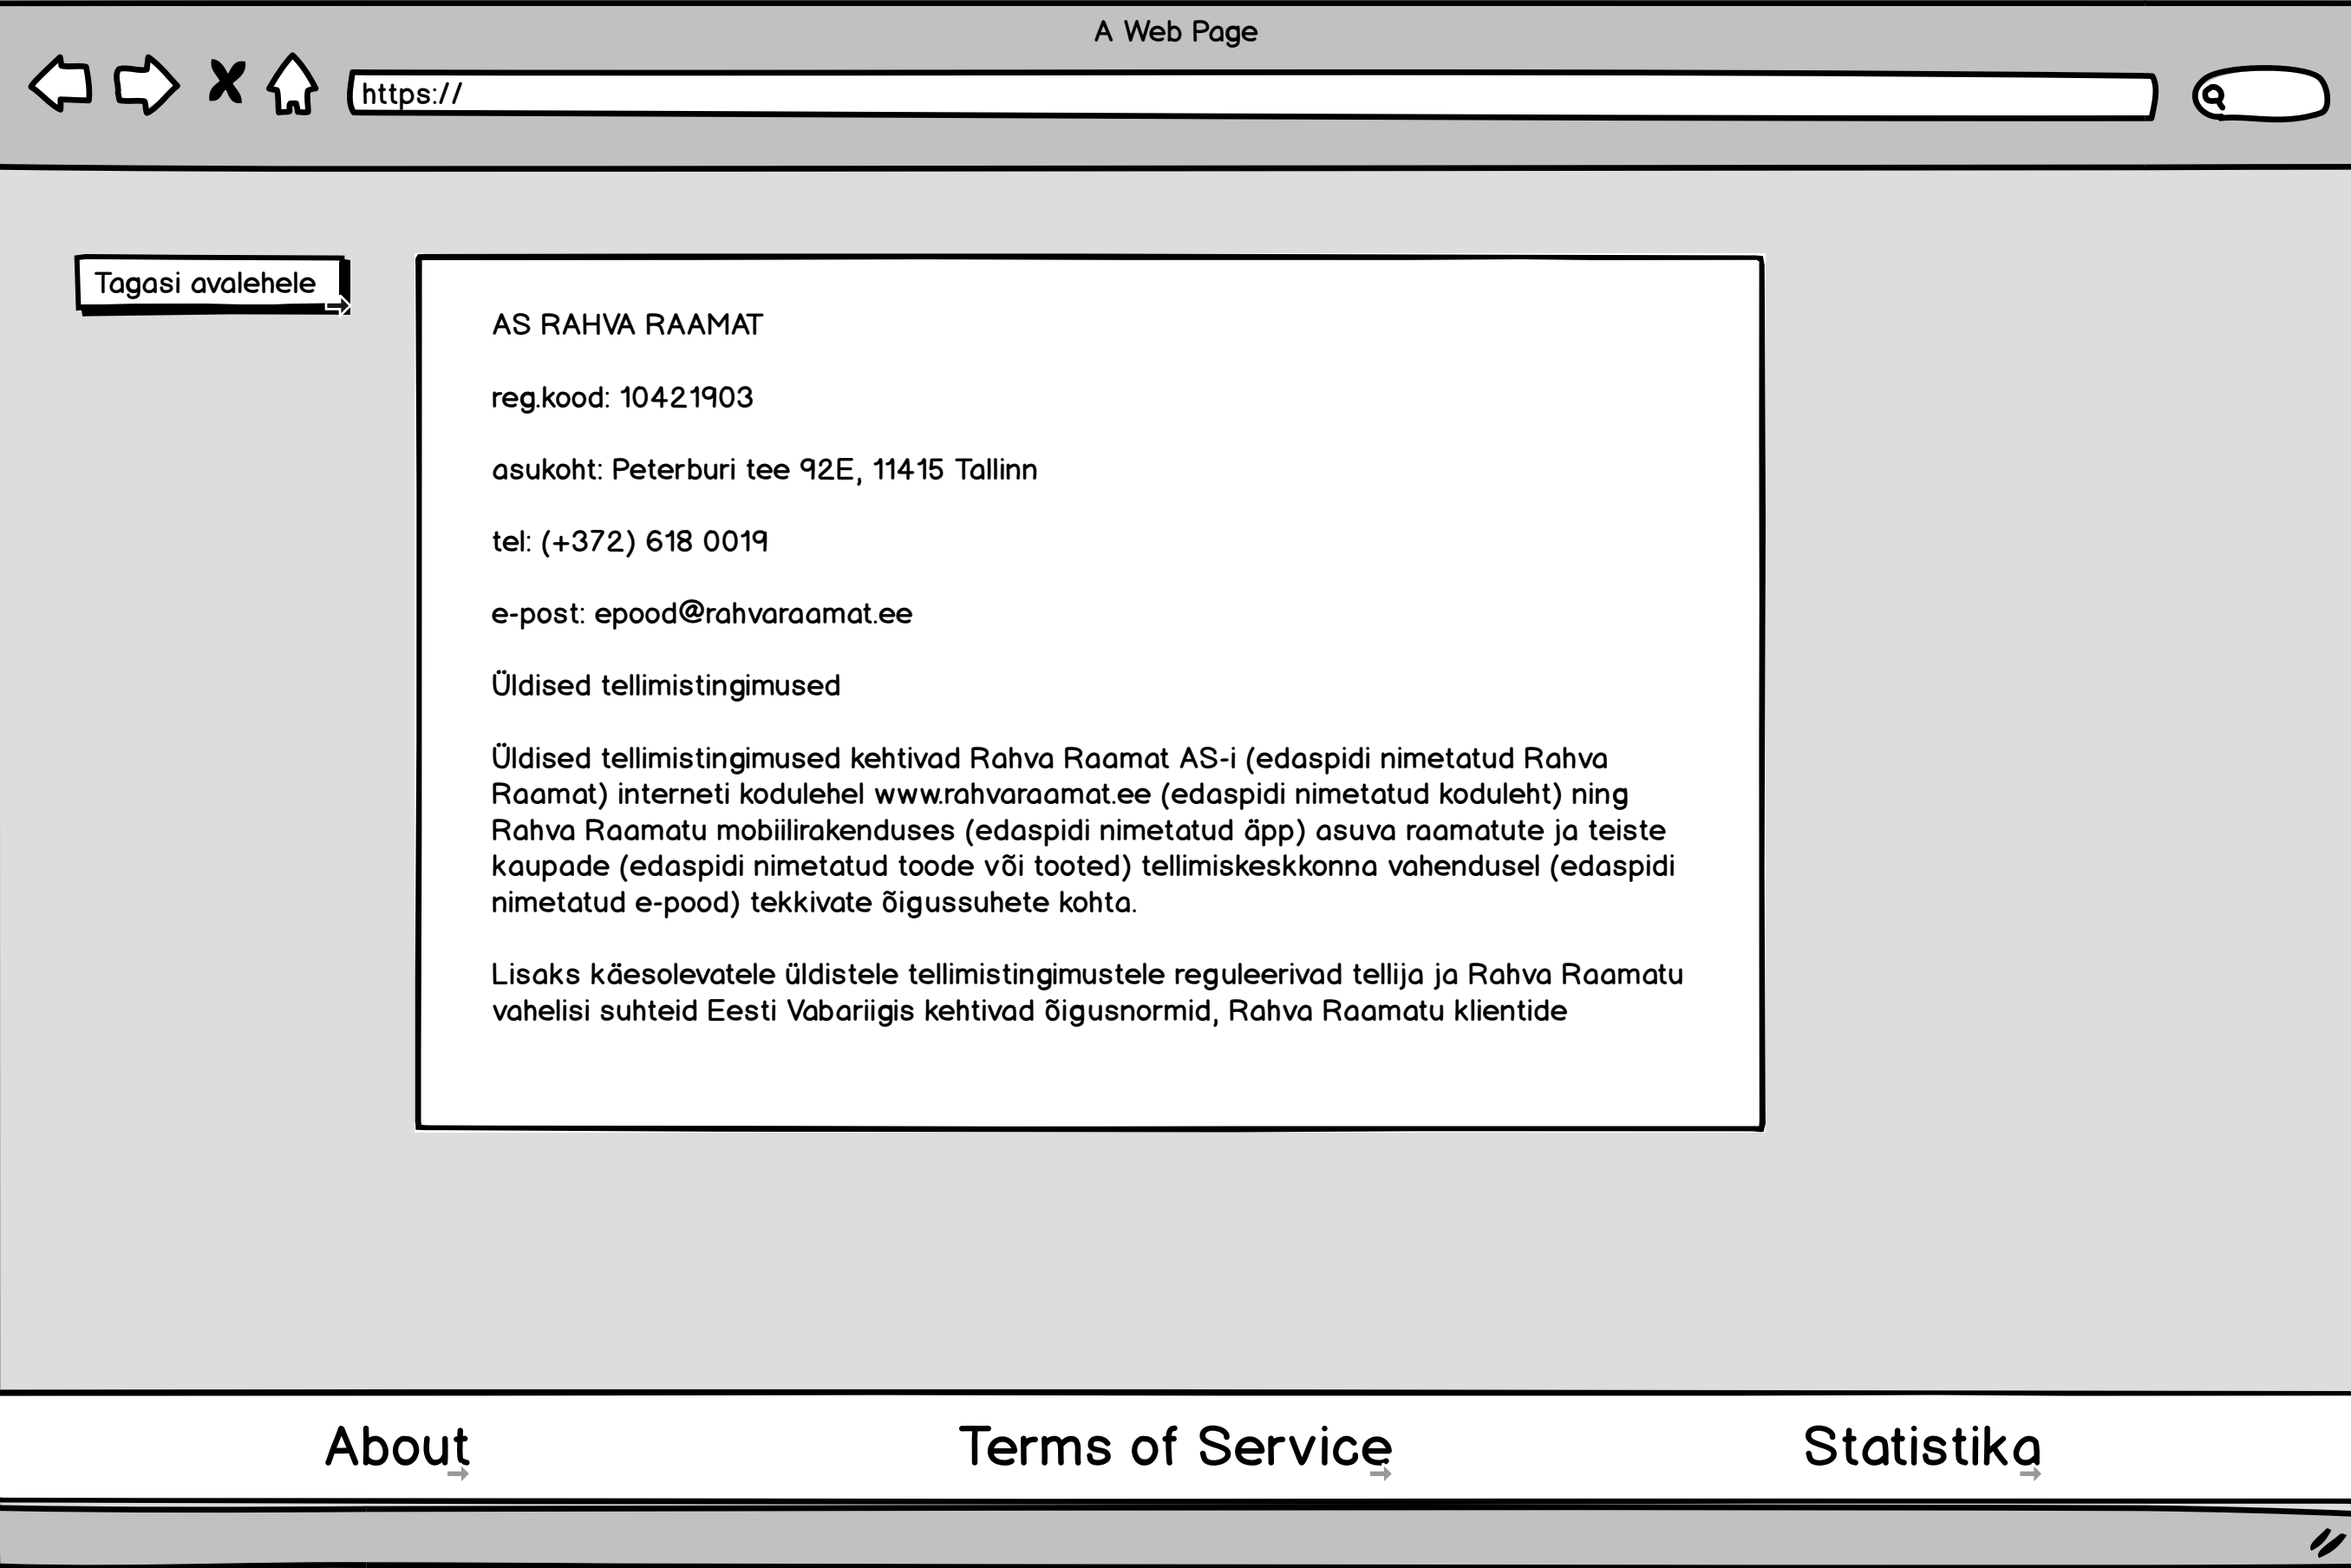 A Web Page
https://
Tagasi avalehele
AS RAHVA RAAMAT
reg.kood: 10421903
asukoht: Peterburi tee 92E, 11415 Tallinn
tel: (+372) 618 0019
e-post: epood@rahvaraamat.ee
Üldised tellimistingimused
Üldised tellimistingimused kehtivad Rahva Raamat AS-i (edaspidi nimetatud Rahva
Raamat) interneti kodulehel www.rahvaraamat.ee (edaspidi nimetatud koduleht) ning
Rahva Raamatu mobiilirakenduses (edaspidi nimetatud äpp) asuva raamatute ja teiste
kaupade (edaspidi nimetatud toode või tooted) tellimiskeskkonna vahendusel (edaspidi
nimetatud e-pood) tekkivate õigussuhete kohta.
Lisaks käesolevatele üldistele tellimistingimustele reguleerivad tellija ja Rahva Raamatu
vahelisi suhteid Eesti Vabariigis kehtivad õigusnormid, Rahva Raamatu klientide
About
Terms of Service
Statistika